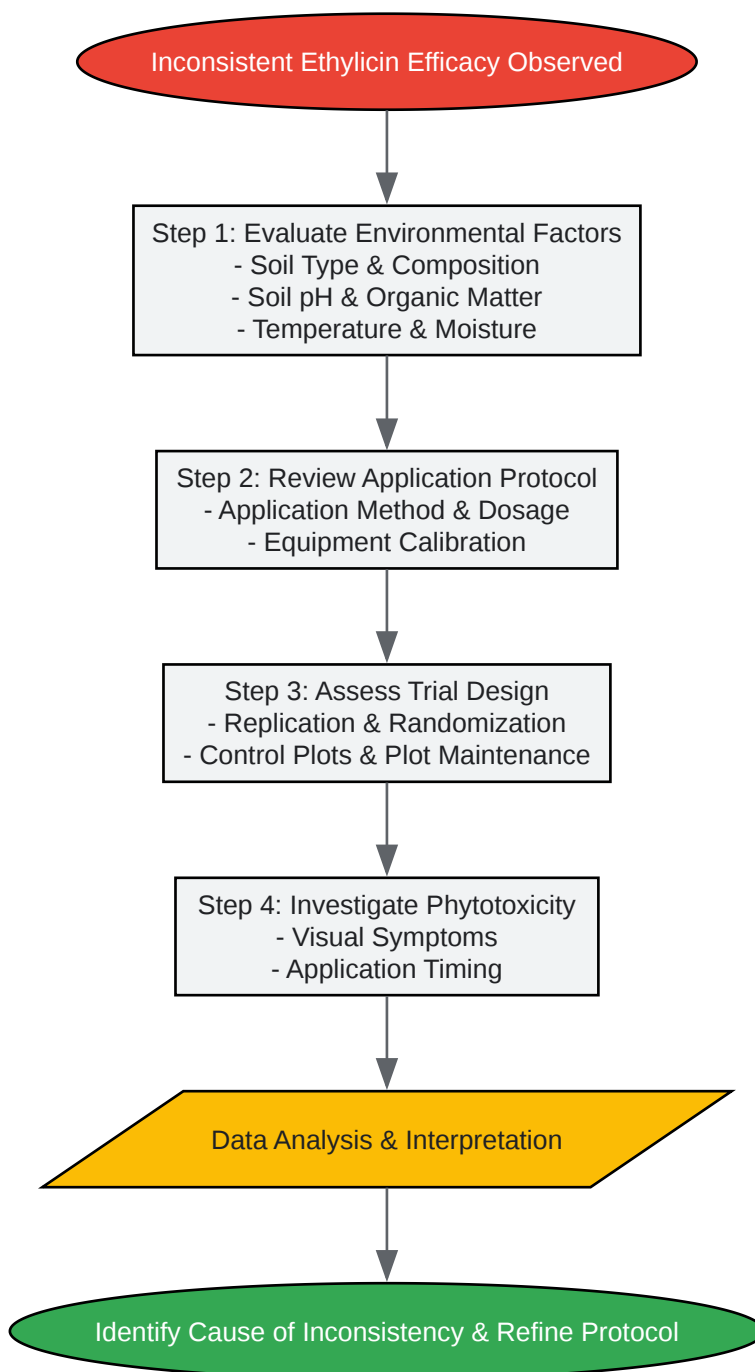 Inconsistent Ethylicin Efficacy Observed
Step 1: Evaluate Environmental Factors
- Soil Type & Composition
- Soil pH & Organic Matter
- Temperature & Moisture
Step 2: Review Application Protocol
- Application Method & Dosage
- Equipment Calibration
Step 3: Assess Trial Design
- Replication & Randomization
- Control Plots & Plot Maintenance
Step 4: Investigate Phytotoxicity
- Visual Symptoms
- Application Timing
Data Analysis & Interpretation
Identify Cause of Inconsistency & Refine Protocol